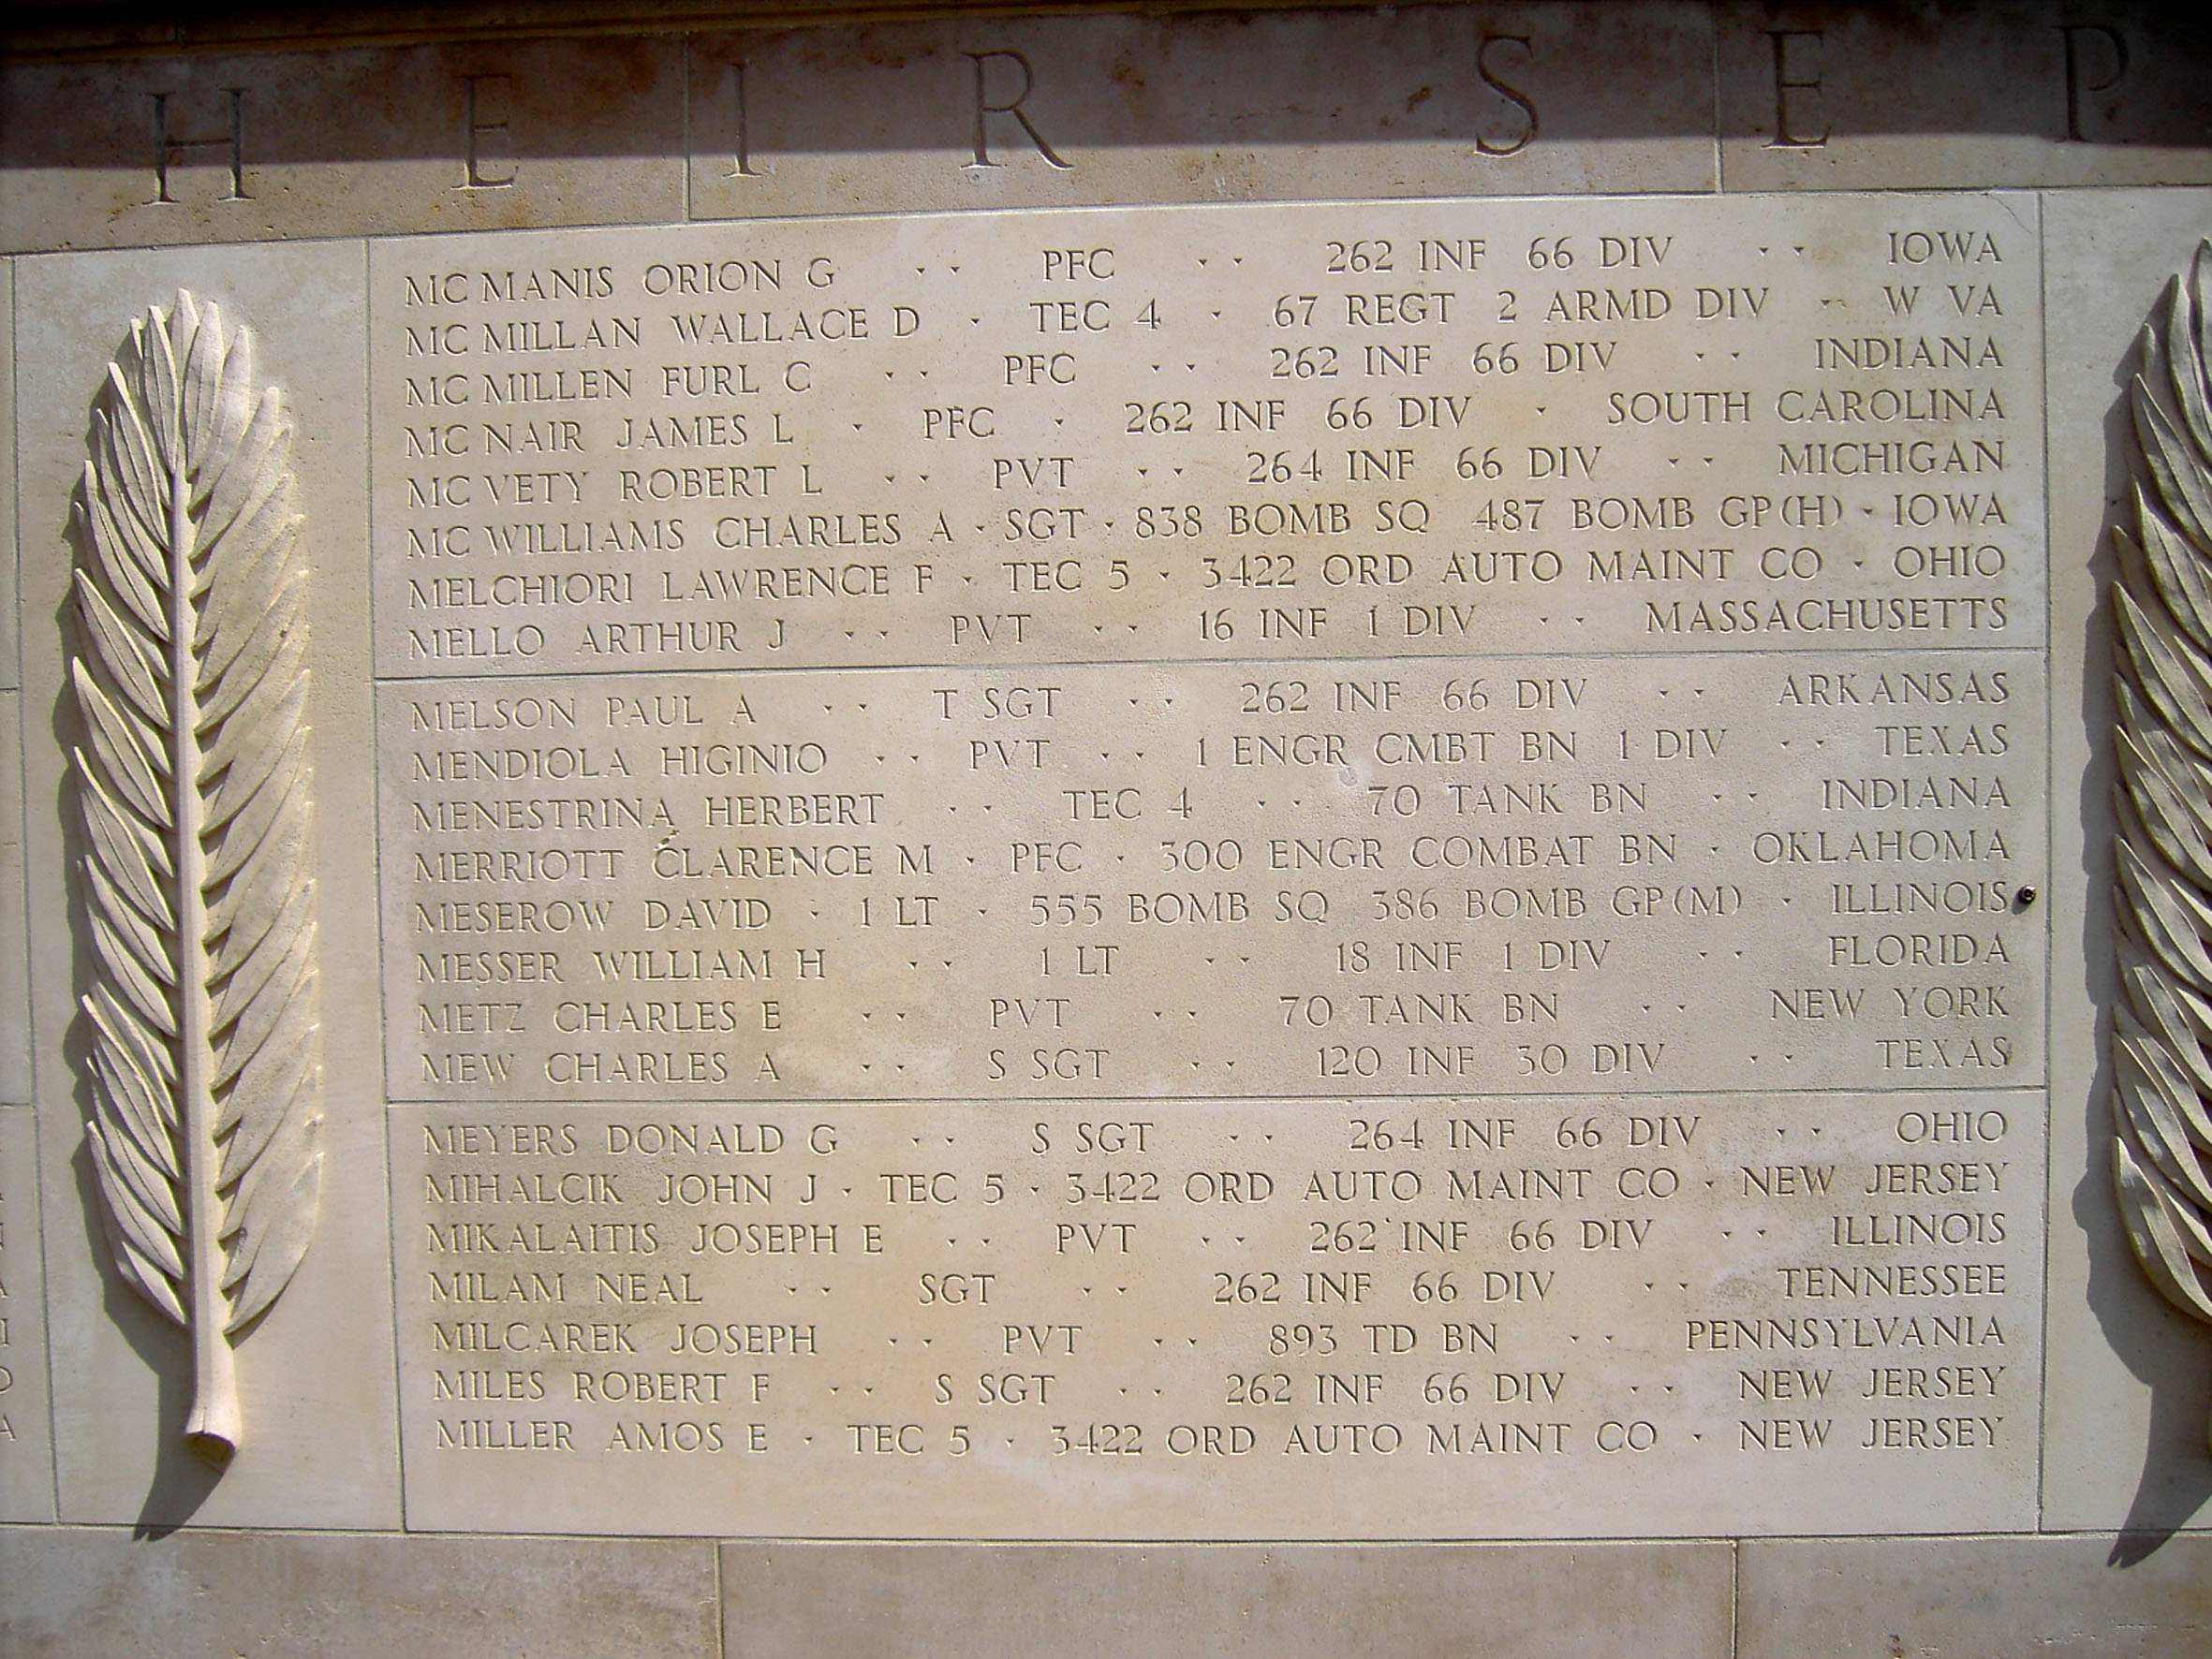 HEIR SEP
MC MANIS ORION G · · PFC · · 262 INF 66 DIV · · IOWA
MC MILLAN WALLACE D · TEC 4 · 67 REGT 2 ARMD DIV · · W VA
MC MILLEN FURL C · · PFC · · 262 INF 66 DIV · · INDIANA
MC NAIR JAMES L · PFC · 262 INF 66 DIV · SOUTH CAROLINA
MC VETY ROBERT L · · PVT · · 264 INF 66 DIV · · MICHIGAN
MC WILLIAMS CHARLES A · SGT · 838 BOMB SQ 487 BOMB GP(H) · IOWA
MELCHIORI LAWRENCE F · TEC 5 · 3422 ORD AUTO MAINT CO · OHIO
MELLO ARTHUR J · · PVT · · 16 INF 1 DIV · · MASSACHUSETTS
MELSON PAUL A · · T SGT · · 262 INF 66 DIV · · ARKANSAS
MENDIOLA HIGINIO · · PVT · · 1 ENGR CMBT BN 1 DIV · · TEXAS
MENESTRINA HERBERT · · TEC 4 · · 70 TANK BN · · INDIANA
MERRIOTT CLARENCE M · PFC · 300 ENGR COMBAT BN · OKLAHOMA
MESEROW DAVID · 1 LT · 555 BOMB SQ 386 BOMB GP(M) · ILLINOIS
MESSER WILLIAM H · · 1 LT · · 18 INF 1 DIV · · FLORIDA
METZ CHARLES E · · PVT · · 70 TANK BN · · NEW YORK
MEW CHARLES A · · S SGT · · 120 INF 30 DIV · · TEXAS
MEYERS DONALD G · · S SGT · · 264 INF 66 DIV · · OHIO
MIHALCIK JOHN J · TEC 5 · 3422 ORD AUTO MAINT CO · NEW JERSEY
MIKALAITIS JOSEPH E · · PVT · · 262 INF 66 DIV · · ILLINOIS
MILAM NEAL · · SGT · · 262 INF 66 DIV · · TENNESSEE
MILCAREK JOSEPH · · PVT · · 893 TD BN · · PENNSYLVANIA
MILES ROBERT F · · S SGT · · 262 INF 66 DIV · · NEW JERSEY
MILLER AMOS E · TEC 5 · 3422 ORD AUTO MAINT CO · NEW JERSEY